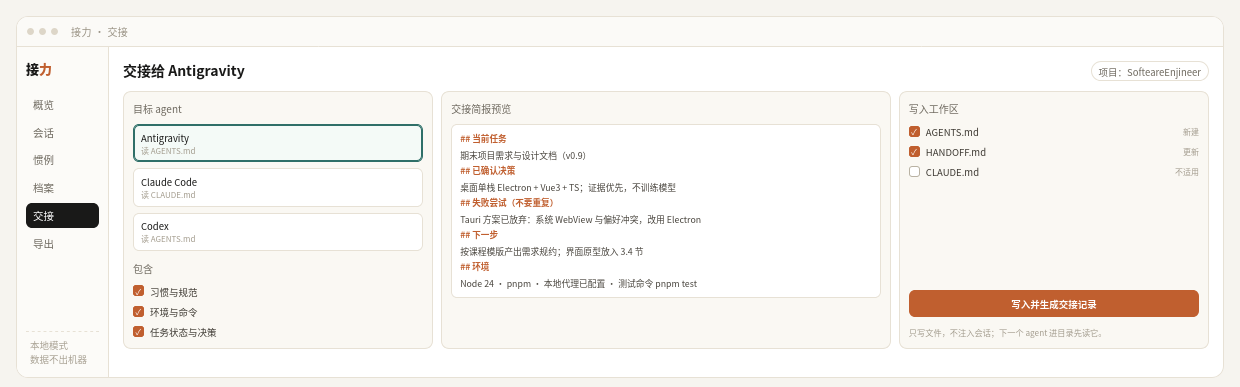 接力 · 交接
接力
概览
会话
惯例
档案
交接
导出
本地模式
数据不出机器
交接给 Antigravity
项目: SofteareEnjineer
目标 agent
Antigravity
读 AGENTS.md
Claude Code
读 CLAUDE.md
Codex
读 AGENTS.md
包含
习惯与规范
环境与命令
任务状态与决策
交接简报预览
## 当前任务
期末项目需求与设计文档（v0.9）
## 已确认决策
桌面单栈 Electron + Vue3 + TS；证据优先，不训练模型
## 失败尝试（不要重复）
Tauri 方案已放弃：系统 WebView 与偏好冲突，改用 Electron
## 下一步
按课程模版产出需求规约；界面原型放入 3.4 节
## 环境
Node 24 · pnpm · 本地代理已配置 · 测试命令 pnpm test
写入工作区
AGENTS.md 新建
HANDOFF.md 更新
CLAUDE.md 不适用
写入并生成交接记录
只写文件，不注入会话；下一个 agent 进目录先读它。